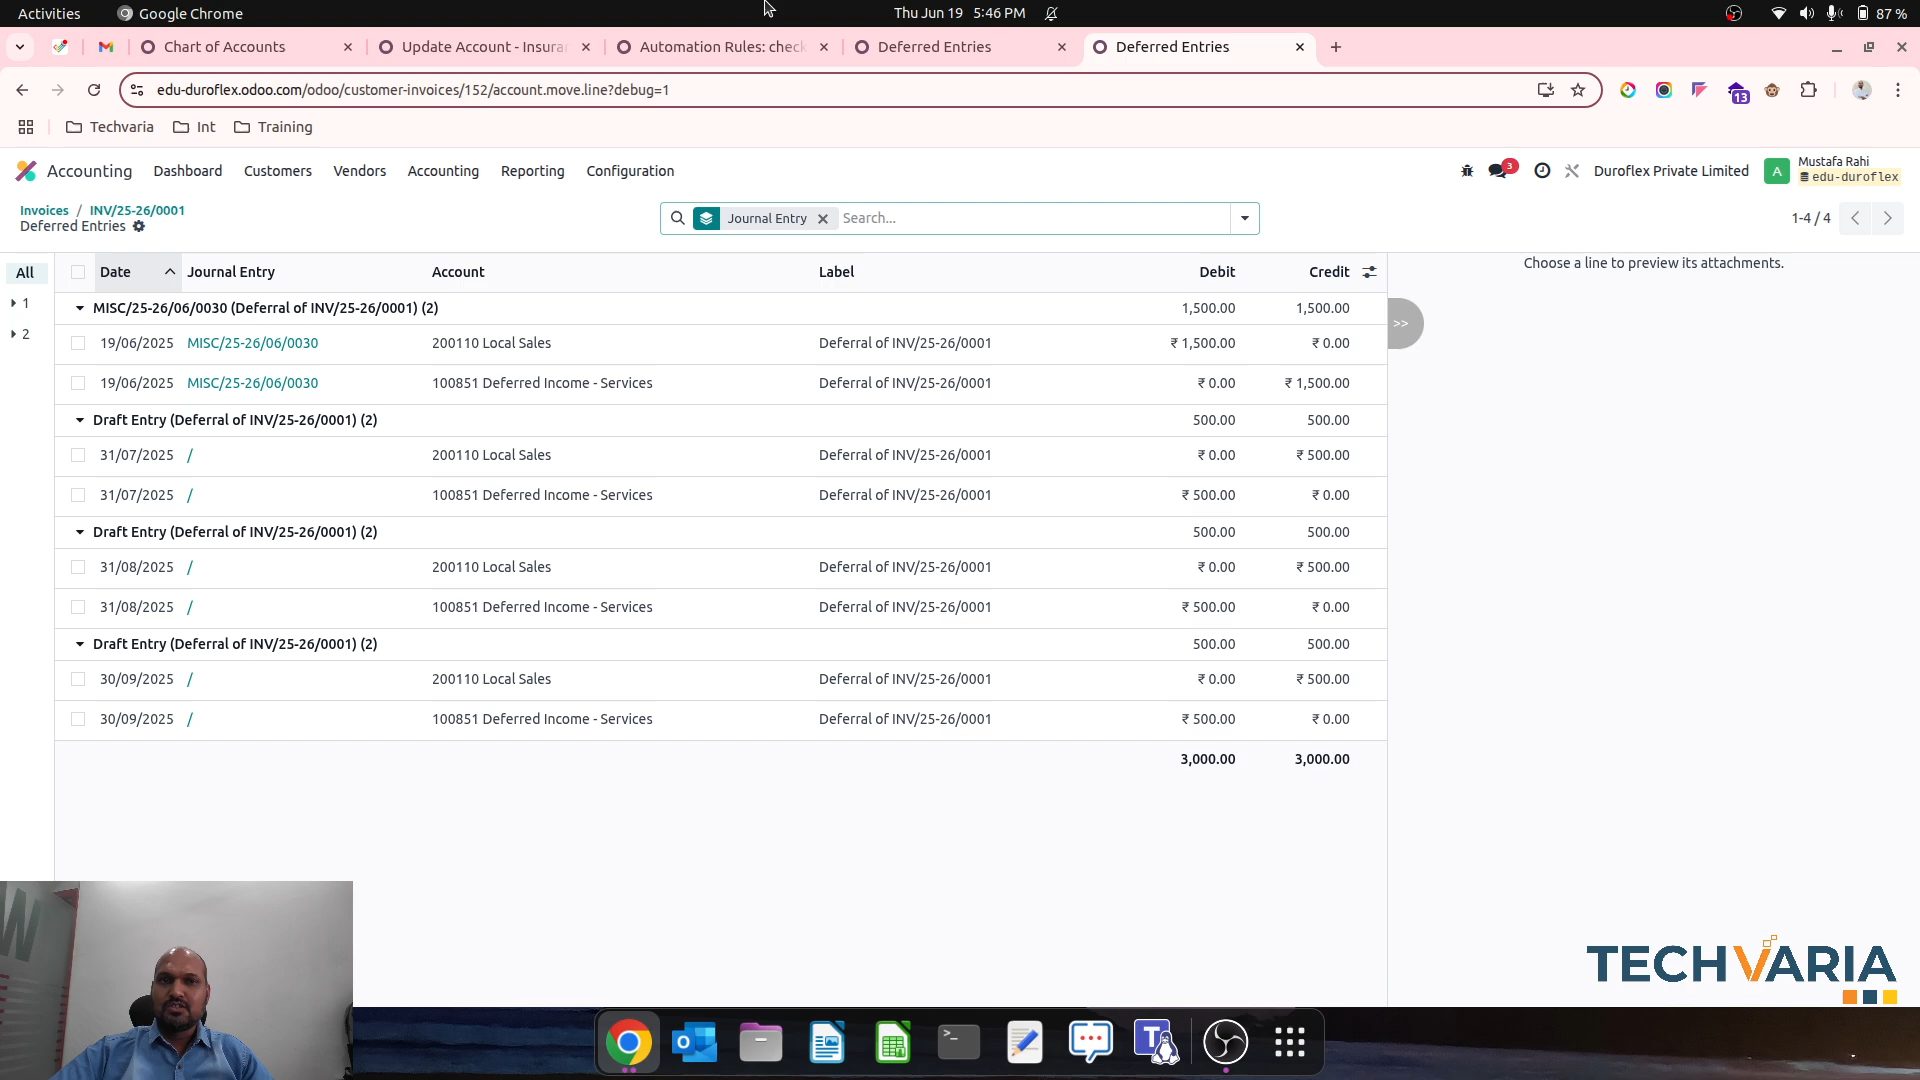 Activities Google Chrome Thu Jun 19 5:46 PM 87 %
Chart of Accounts Update Account - Insura Automation Rules: check Deferred Entries Deferred Entries
edu-duroflex.odoo.com/odoo/customer-invoices/152/account.move.line?debug=1 13
Techvaria Int Training
Accounting Dashboard Customers Vendors Accounting Reporting Configuration 3 Duroflex Private Limited A Mustafa Rahi
edu-duroflex
Invoices / INV/25-26/0001
Deferred Entries Journal Entry Search... 1-4 / 4
All Date Journal Entry Account Label Debit Credit Choose a line to preview its attachments.
1 MISC/25-26/06/0030 (Deferral of INV/25-26/0001) (2) 1,500.00 1,500.00
>>
2 19/06/2025 MISC/25-26/06/0030 200110 Local Sales Deferral of INV/25-26/0001 ₹ 1,500.00 ₹ 0.00
19/06/2025 MISC/25-26/06/0030 100851 Deferred Income - Services Deferral of INV/25-26/0001 ₹ 0.00 ₹ 1,500.00
Draft Entry (Deferral of INV/25-26/0001) (2) 500.00 500.00
31/07/2025 / 200110 Local Sales Deferral of INV/25-26/0001 ₹ 0.00 ₹ 500.00
31/07/2025 / 100851 Deferred Income - Services Deferral of INV/25-26/0001 ₹ 500.00 ₹ 0.00
Draft Entry (Deferral of INV/25-26/0001) (2) 500.00 500.00
31/08/2025 / 200110 Local Sales Deferral of INV/25-26/0001 ₹ 0.00 ₹ 500.00
31/08/2025 / 100851 Deferred Income - Services Deferral of INV/25-26/0001 ₹ 500.00 ₹ 0.00
Draft Entry (Deferral of INV/25-26/0001) (2) 500.00 500.00
30/09/2025 / 200110 Local Sales Deferral of INV/25-26/0001 ₹ 0.00 ₹ 500.00
30/09/2025 / 100851 Deferred Income - Services Deferral of INV/25-26/0001 ₹ 500.00 ₹ 0.00
3,000.00 3,000.00
TECHVARIA